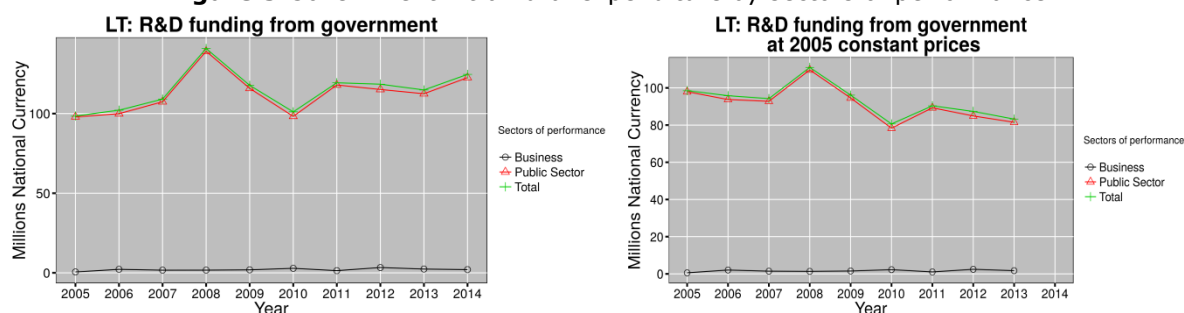 LT: R&D funding from government
Millions National Currency
100
50
0
2005 2006 2007 2008 2009 2010 2011 2012 2013 2014
Year
Sectors of performance
Business
Public Sector
Total
LT: R&D funding from government
at 2005 constant prices
Millions National Currency
100
80
60
40
20
0
2005 2006 2007 2008 2009 2010 2011 2012 2013 2014
Year
Sectors of performance
Business
Public Sector
Total